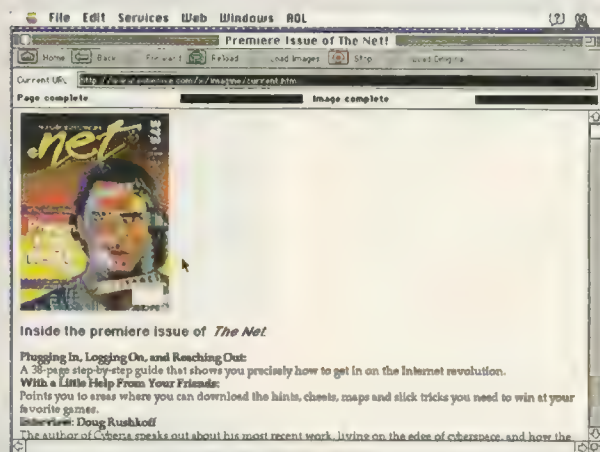 File Edit Services Web Windows AOL
Premiere Issue of The Net!
Home Back Forward Reload Load Images Stop Load Original
Current URL
Page complete Image complete
.net
Inside the premiere issue of The Net
Plugging In, Logging On, and Reaching Out:
A 38-page step-by-step guide that shows you precisely how to get in on the Internet revolution.
With a Little Help From Your Friends:
Points you to areas where you can download the hints, cheats, maps and slick tricks you need to win at your
favorite games.
Interview: Doug Rushkoff
The author of Cyberia speaks out about his most recent work, living on the edge of cyberspace, and how the